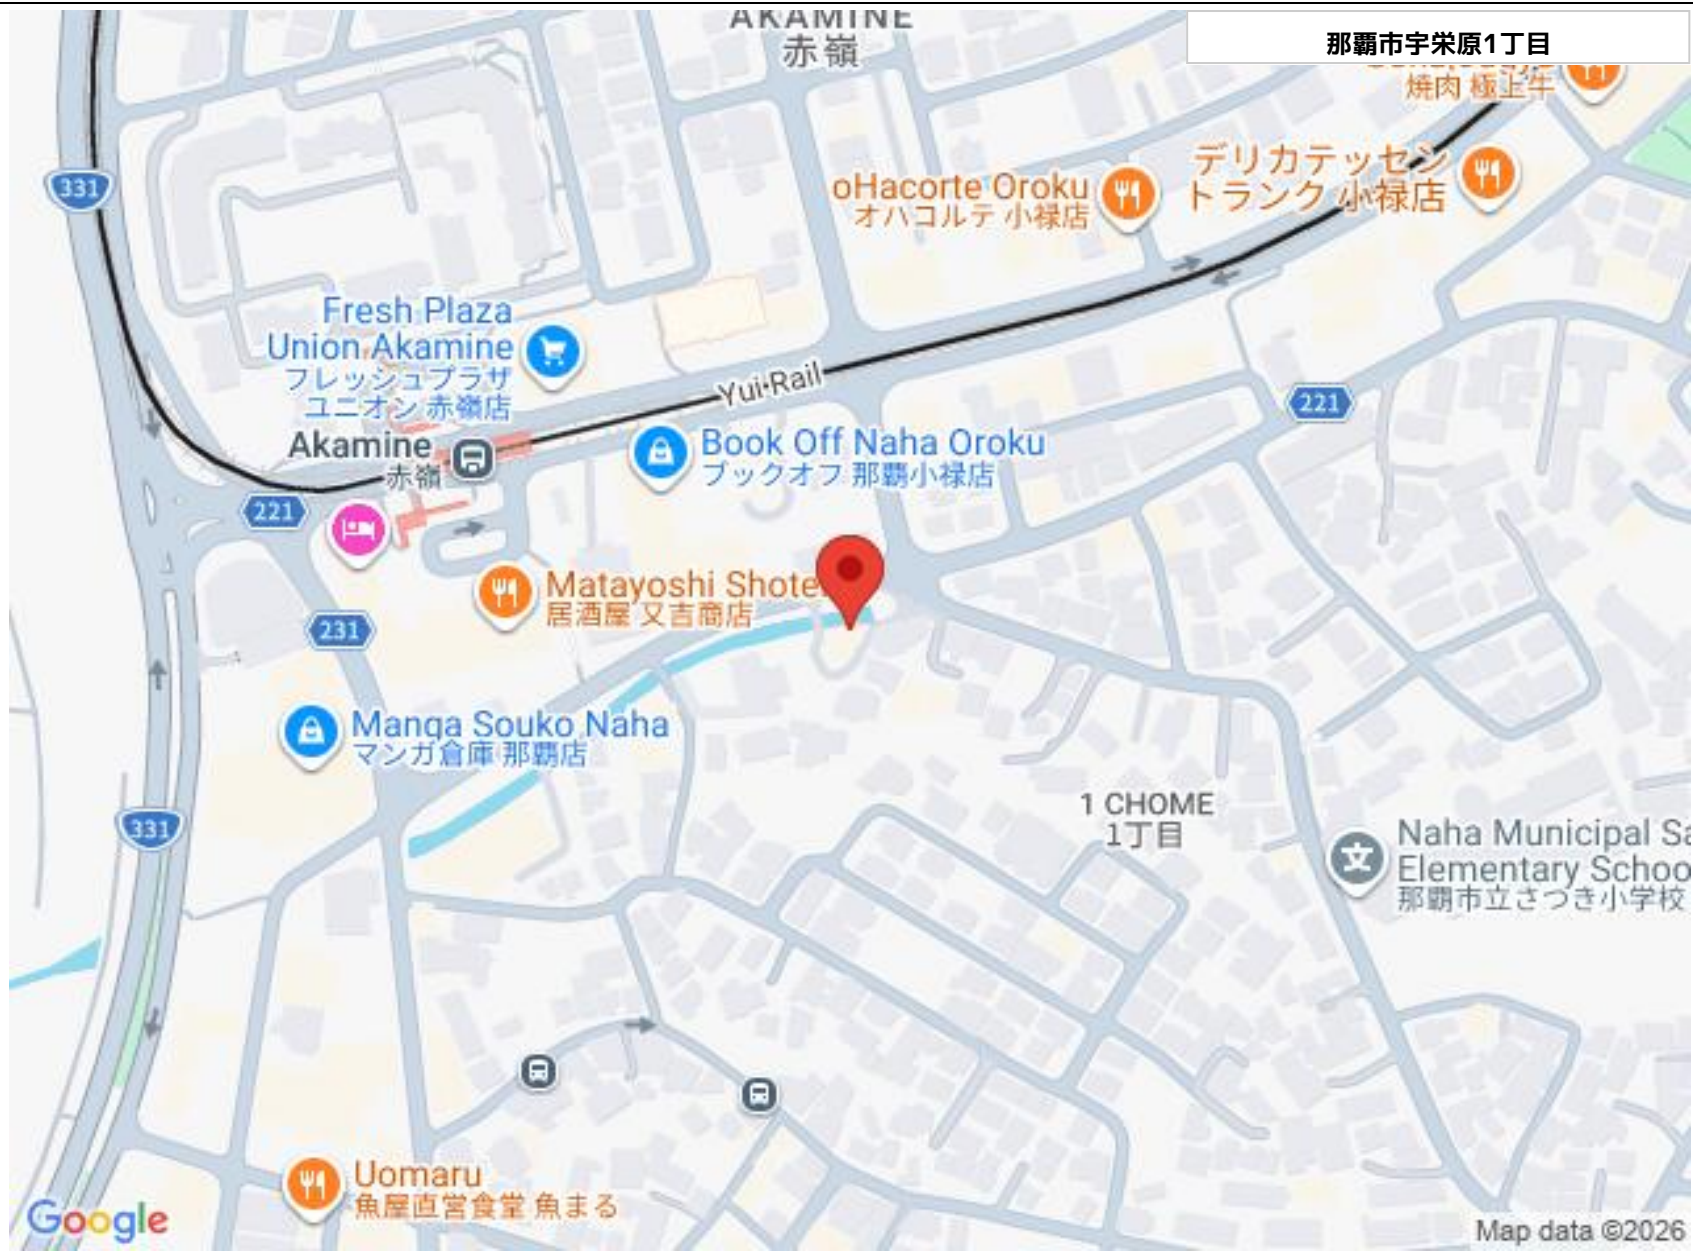 AKAMINE
赤嶺
那覇市宇栄原1丁目
焼肉 極上牛
331
oHacorte Oroku
オハコルテ 小禄店
デリカテッセン
トランク 小禄店
Fresh Plaza
Union Akamine
フレッシュプラザ
ユニオン 赤嶺店
Yui-Rail
221
Akamine
赤嶺
Book Off Naha Oroku
ブックオフ 那覇小禄店
221
Matayoshi Shote
居酒屋 又吉商店
231
Manga Souko Naha
マンガ倉庫 那覇店
1 CHOME
1丁目
331
文
Naha Municipal Sa
Elementary Schoo
那覇市立さつき小学校
Uomaru
魚屋直営食堂 魚まる
Google
Map data ©2026